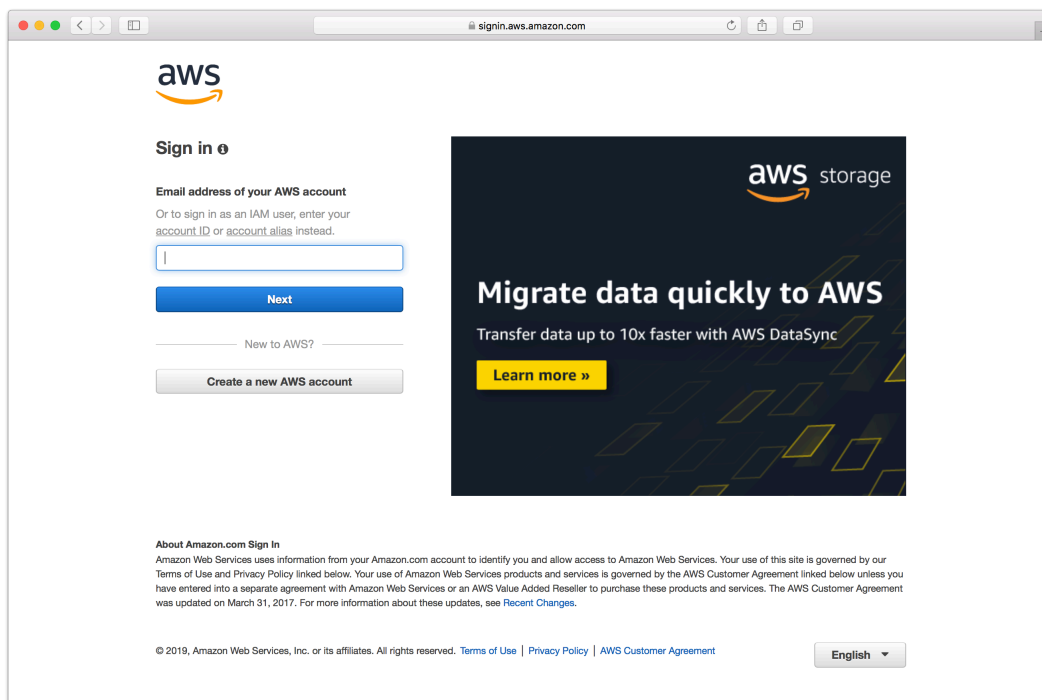 signin.aws.amazon.com
aws
Sign in
Email address of your AWS account
Or to sign in as an IAM user, enter your
account ID or account alias instead.
Next
New to AWS?
Create a new AWS account
aws storage
Migrate data quickly to AWS
Transfer data up to 10x faster with AWS DataSync
Learn more »
About Amazon.com Sign In
Amazon Web Services uses information from your Amazon.com account to identify you and allow access to Amazon Web Services. Your use of this site is governed by our
Terms of Use and Privacy Policy linked below. Your use of Amazon Web Services products and services is governed by the AWS Customer Agreement linked below unless you
have entered into a separate agreement with Amazon Web Services or an AWS Value Added Reseller to purchase these products and services. The AWS Customer Agreement
was updated on March 31, 2017. For more information about these updates, see Recent Changes.
© 2019, Amazon Web Services, Inc. or its affiliates. All rights reserved. Terms of Use | Privacy Policy | AWS Customer Agreement
English